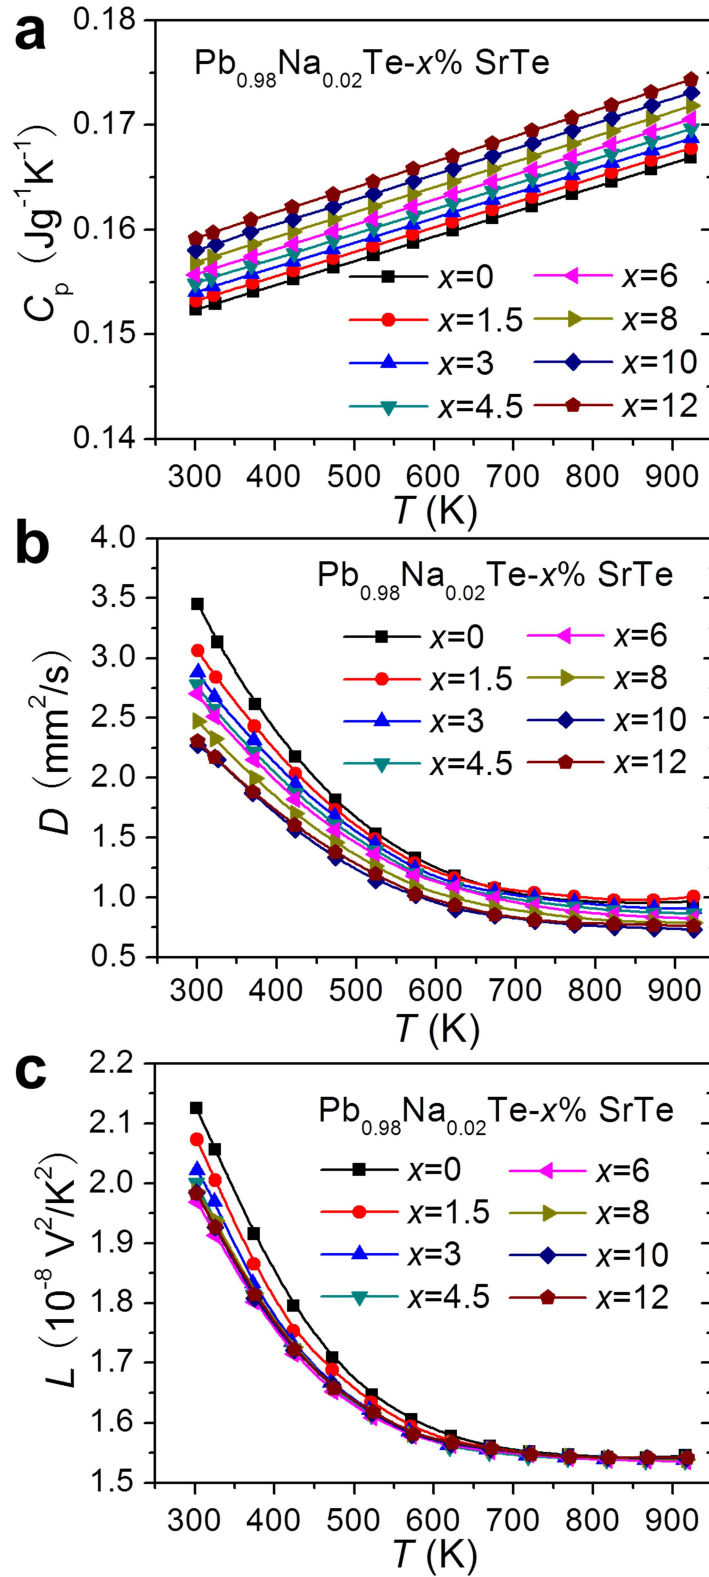 a
Pb0.98Na0.02Te-x% SrTe
Cp (Jg-1K-1)
0.18
0.17
0.16
0.15
0.14
x=0
x=1.5
x=3
x=4.5
x=6
x=8
x=10
x=12
300 400 500 600 700 800 900
T (K)
b
Pb0.98Na0.02Te-x% SrTe
D (mm2/s)
4.0
3.5
3.0
2.5
2.0
1.5
1.0
0.5
x=0
x=1.5
x=3
x=4.5
x=6
x=8
x=10
x=12
300 400 500 600 700 800 900
T (K)
c
Pb0.98Na0.02Te-x% SrTe
L (10-8 V2/K2)
2.2
2.1
2.0
1.9
1.8
1.7
1.6
1.5
x=0
x=1.5
x=3
x=4.5
x=6
x=8
x=10
x=12
300 400 500 600 700 800 900
T (K)